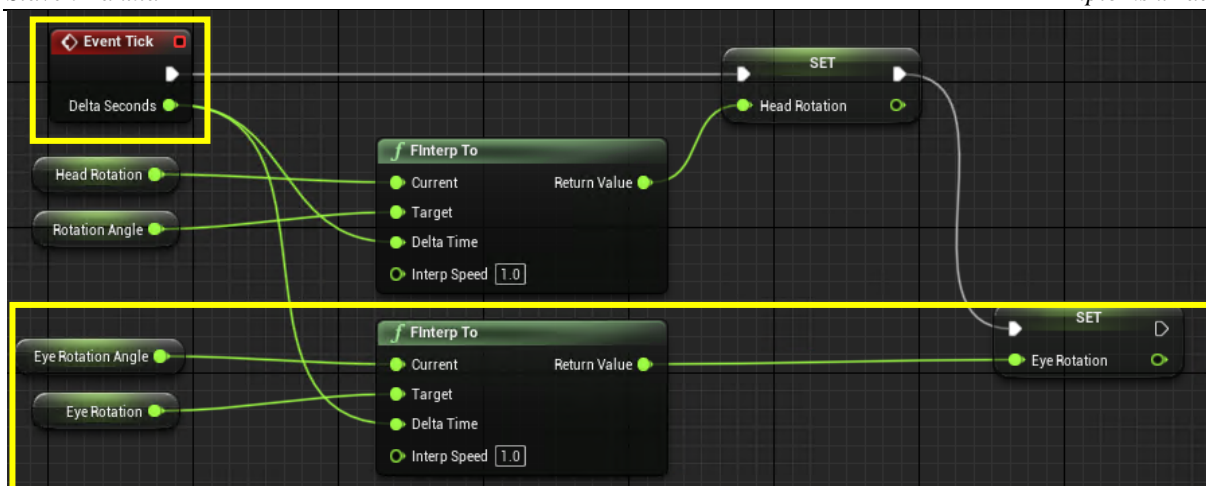 Event Tick
Delta Seconds
SET
Head Rotation
Head Rotation
Rotation Angle
f FInterp To
Current Return Value
Target
Delta Time
Interp Speed 1.0
Eye Rotation Angle
Eye Rotation
f FInterp To
Current Return Value
Target
Delta Time
Interp Speed 1.0
SET
Eye Rotation